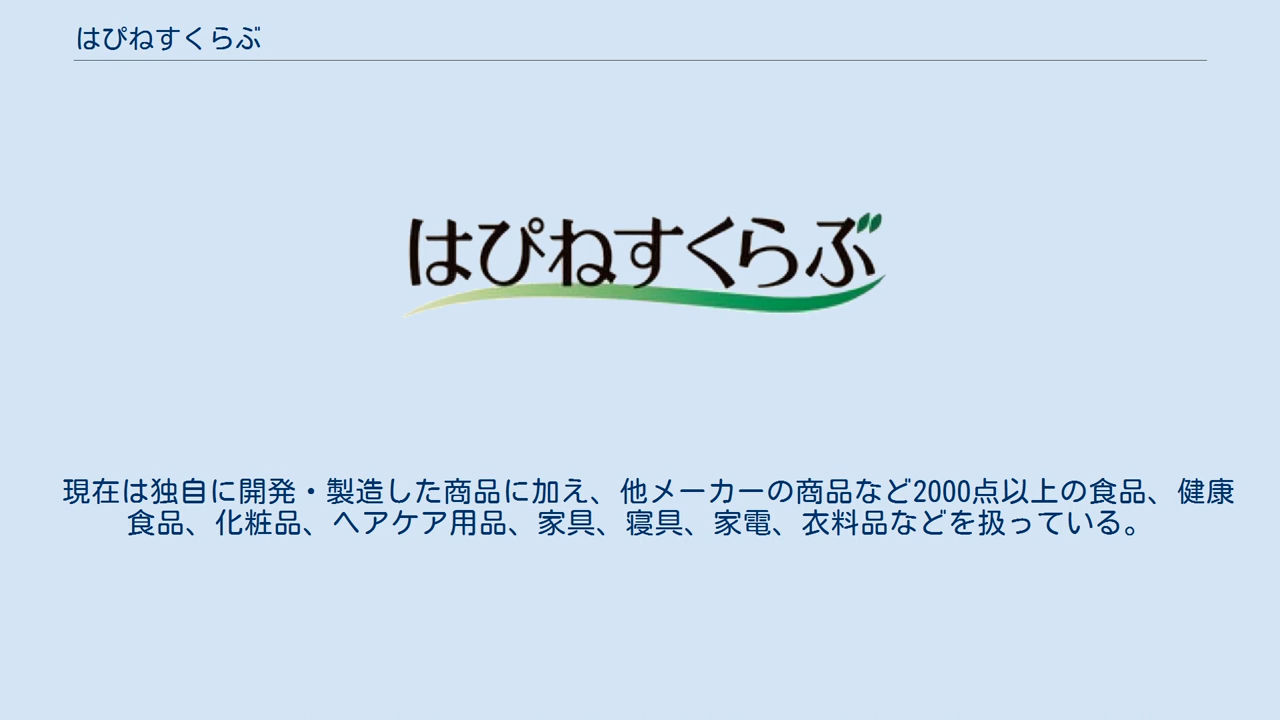 はぴねすくらぶ
はぴねすくらぶ
現在は独自に開発・製造した商品に加え、他メーカーの商品など2000点以上の食品、健康
食品、化粧品、ヘアケア用品、家具、寝具、家電、衣料品などを扱っている。